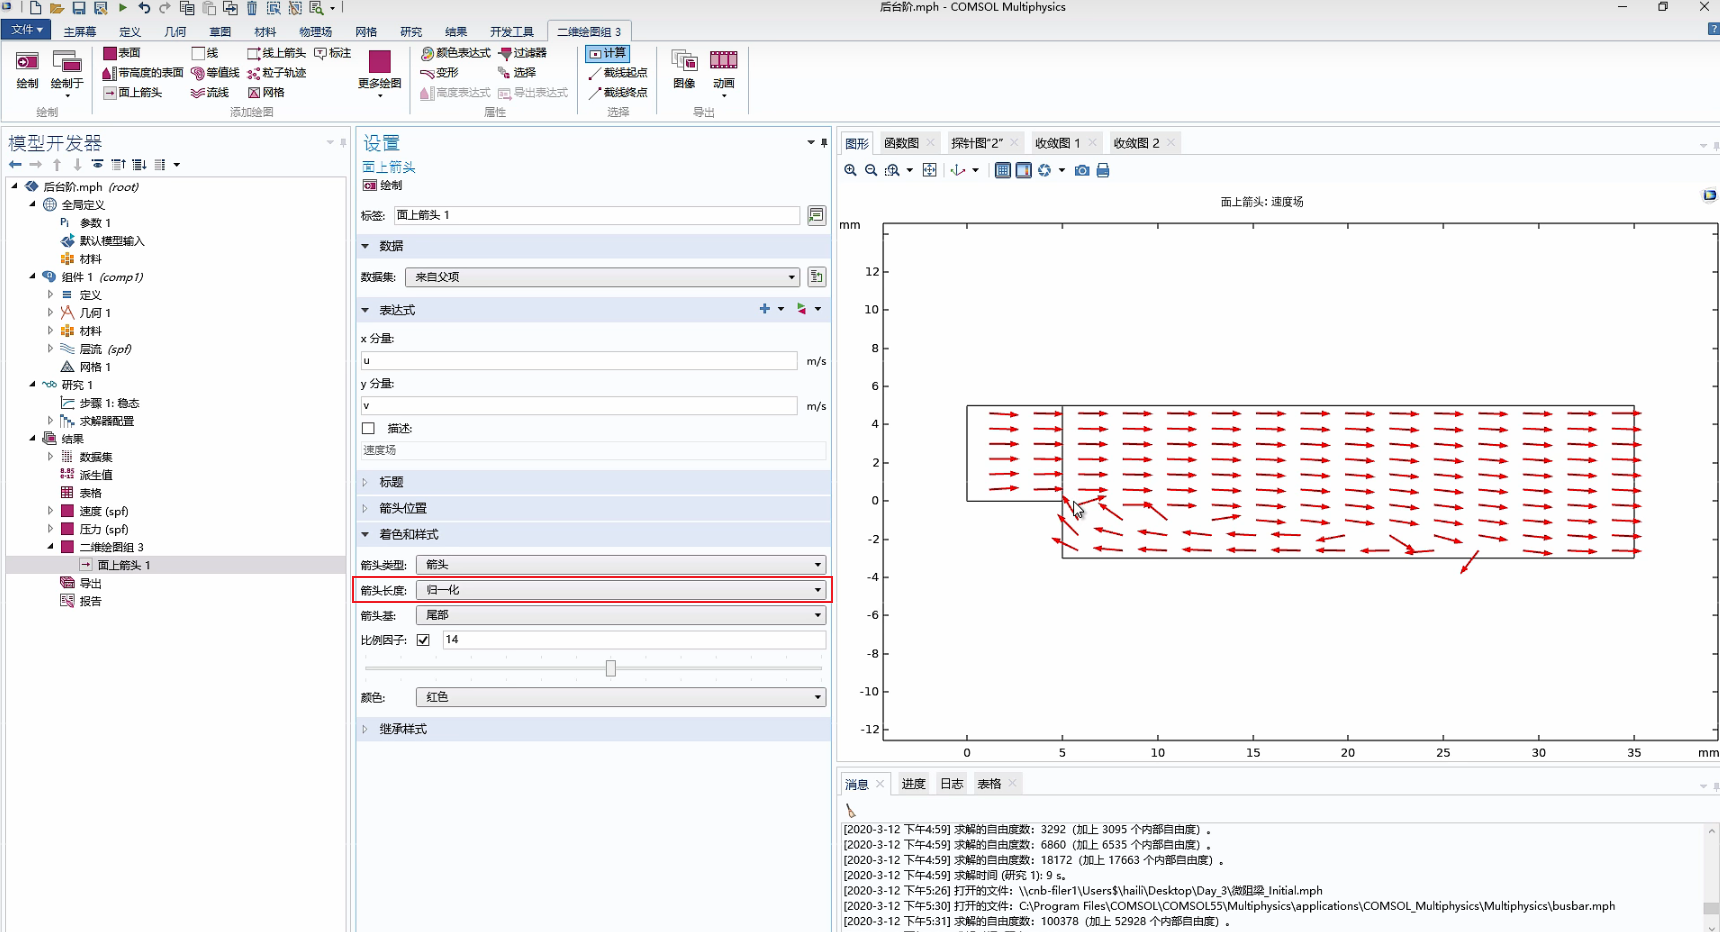 后台阶.mph - COMSOL Multiphysics
文件 主屏幕 定义 几何 草图 材料 物理场 网格 研究 结果 开发工具 二维绘图组 3
绘制 绘制于
绘制
表面 线 线上箭头 标注
带高度的表面 等值线 粒子轨迹
面上箭头 流线 网格
更多绘图
添加绘图
颜色表达式 过滤器
变形 选择
高度表达式 导出表达式
属性
计算
截线起点
截线终点
选择
图像 动画
导出
模型开发器
后台阶.mph (root)
全局定义
Pi 参数 1
默认模型输入
材料
组件 1 (comp1)
定义
几何 1
材料
层流 (spf)
网格 1
研究 1
步骤 1: 稳态
求解器配置
结果
数据集
8.85
e-12
派生值
表格
速度 (spf)
压力 (spf)
二维绘图组 3
面上箭头 1
导出
报告
设置
面上箭头
绘制
标签: 面上箭头 1
数据
数据集: 来自父项
表达式
x 分量:
u m/s
y 分量:
v m/s
描述:
速度场
标题
箭头位置
着色和样式
箭头类型: 箭头
箭头长度: 归一化
箭头基: 尾部
比例因子: 14
颜色: 红色
继承样式
图形 函数图 探针图"2" 收敛图 1 收敛图 2
面上箭头: 速度场
mm
12
10
8
6
4
2
0
-2
-4
-6
-8
-10
-12
0 5 10 15 20 25 30 35 mm
消息 进度 日志 表格
[2020-3-12 下午4:59] 求解的自由度数：3292（加上 3095 个内部自由度）。
[2020-3-12 下午4:59] 求解的自由度数：6860（加上 6535 个内部自由度）。
[2020-3-12 下午4:59] 求解的自由度数：18172（加上 17663 个内部自由度）。
[2020-3-12 下午4:59] 求解时间 (研究 1): 9 s。
[2020-3-12 下午5:26] 打开的文件：\\cnb-filer1\Users$\haili\Desktop\Day_3\微阻梁_Initial.mph
[2020-3-12 下午5:30] 打开的文件：C:\Program Files\COMSOL\COMSOL55\Multiphysics\applications\COMSOL_Multiphysics\Multiphysics\busbar.mph
[2020-3-12 下午5:31] 求解的自由度数：100378（加上 52928 个内部自由度）。